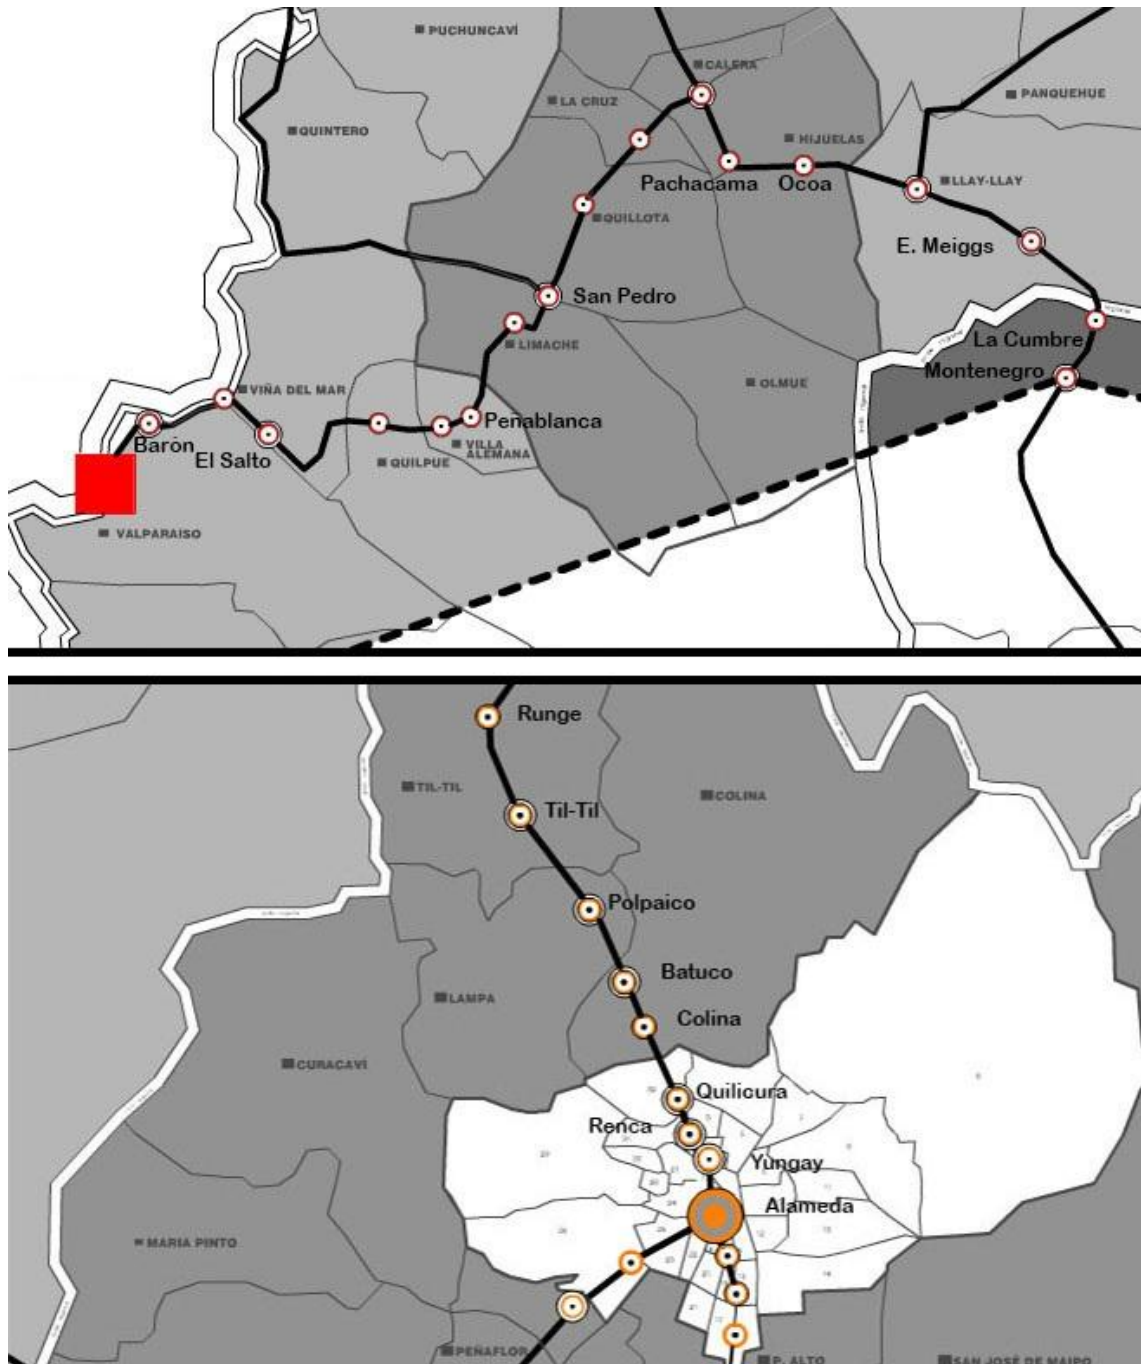 PUCHUNCAVÍ
CALERA
LA CRUZ
PANQUEHUE
QUINTERO
HIJUELAS
Pachacama
Ocoa
LLAY-LLAY
QUILLOTA
E. Meiggs
San Pedro
LIMACHE
La Cumbre
Montenegro
OLMUE
VIÑA DEL MAR
Peñablanca
Barón
El Salto
VILLA
ALEMANA
QUILPUE
VALPARAÍSO
Runge
TIL-TIL
COLINA
Til-Til
Polpaico
Batuco
LAMPA
Colina
CURACAVÍ
Quilicura
Renca
Yungay
Alameda
MARIA PINTO
PEÑAFLOR
P. ALTO
SAN JOSÉ DE MAIPO